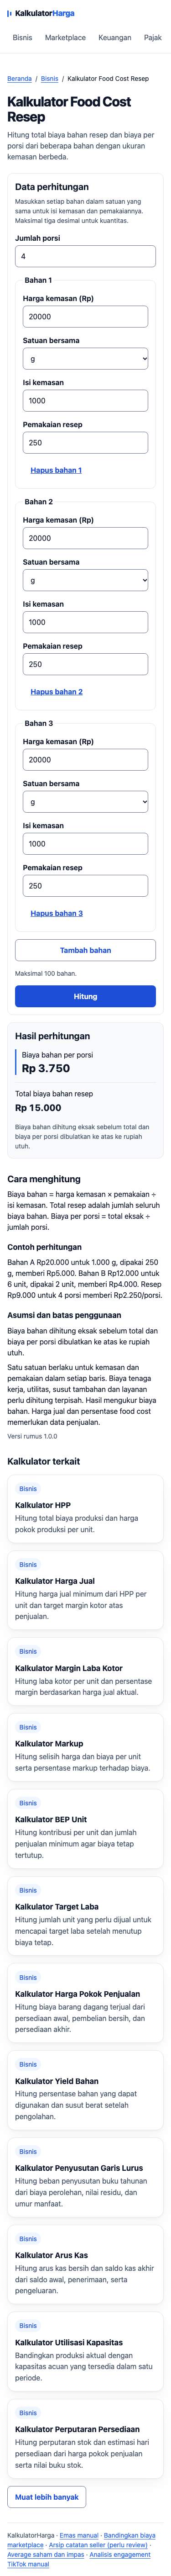 KalkulatorHarga
Bisnis Marketplace Keuangan Pajak
Beranda / Bisnis / Kalkulator Food Cost Resep
Kalkulator Food Cost
Resep
Hitung total biaya bahan resep dan biaya per
porsi dari beberapa bahan dengan ukuran
kemasan berbeda.
Data perhitungan
Masukkan setiap bahan dalam satuan yang
sama untuk isi kemasan dan pemakaiannya.
Maksimal tiga desimal untuk kuantitas.
Jumlah porsi
4
Bahan 1
Harga kemasan (Rp)
20000
Satuan bersama
g
Isi kemasan
1000
Pemakaian resep
250
Hapus bahan 1
Bahan 2
Harga kemasan (Rp)
20000
Satuan bersama
g
Isi kemasan
1000
Pemakaian resep
250
Hapus bahan 2
Bahan 3
Harga kemasan (Rp)
20000
Satuan bersama
g
Isi kemasan
1000
Pemakaian resep
250
Hapus bahan 3
Tambah bahan
Maksimal 100 bahan.
Hitung
Hasil perhitungan
Biaya bahan per porsi
Rp 3.750
Total biaya bahan resep
Rp 15.000
Biaya bahan dihitung eksak sebelum total dan
biaya per porsi dibulatkan ke atas ke rupiah
utuh.
Cara menghitung
Biaya bahan = harga kemasan × pemakaian ÷
isi kemasan. Total resep adalah jumlah seluruh
biaya bahan. Biaya per porsi = total eksak ÷
jumlah porsi.
Contoh perhitungan
Bahan A Rp20.000 untuk 1.000 g, dipakai 250
g, memberi Rp5.000. Bahan B Rp12.000 untuk
6 unit, dipakai 2 unit, memberi Rp4.000. Resep
Rp9.000 untuk 4 porsi memberi Rp2.250/porsi.
Asumsi dan batas penggunaan
Biaya bahan dihitung eksak sebelum total dan
biaya per porsi dibulatkan ke atas ke rupiah
utuh.
Satu satuan berlaku untuk kemasan dan
pemakaian dalam setiap baris. Biaya tenaga
kerja, utilitas, susut tambahan dan layanan
perlu dihitung terpisah. Hasil mengukur biaya
bahan. Harga jual dan persentase food cost
memerlukan data penjualan.
Versi rumus 1.0.0
Kalkulator terkait
Bisnis
Kalkulator HPP
Hitung total biaya produksi dan harga
pokok produksi per unit.
Bisnis
Kalkulator Harga Jual
Hitung harga jual minimum dari HPP per
unit dan target margin kotor atas
penjualan.
Bisnis
Kalkulator Margin Laba Kotor
Hitung laba kotor per unit dan persentase
margin berdasarkan harga jual aktual.
Bisnis
Kalkulator Markup
Hitung selisih harga dan biaya per unit
serta persentase markup terhadap biaya.
Bisnis
Kalkulator BEP Unit
Hitung kontribusi per unit dan jumlah
penjualan minimum agar biaya tetap
tertutup.
Bisnis
Kalkulator Target Laba
Hitung jumlah unit yang perlu dijual untuk
mencapai target laba setelah menutup
biaya tetap.
Bisnis
Kalkulator Harga Pokok Penjualan
Hitung biaya barang dagang terjual dari
persediaan awal, pembelian bersih, dan
persediaan akhir.
Bisnis
Kalkulator Yield Bahan
Hitung persentase bahan yang dapat
digunakan dan susut berat setelah
pengolahan.
Bisnis
Kalkulator Penyusutan Garis Lurus
Hitung beban penyusutan buku tahunan
dari biaya perolehan, nilai residu, dan
umur manfaat.
Bisnis
Kalkulator Arus Kas
Hitung arus kas bersih dan saldo kas akhir
dari saldo awal, penerimaan, serta
pengeluaran.
Bisnis
Kalkulator Utilisasi Kapasitas
Bandingkan produksi aktual dengan
kapasitas acuan yang tersedia dalam satu
periode.
Bisnis
Kalkulator Perputaran Persediaan
Hitung perputaran stok dan estimasi hari
persediaan dari harga pokok penjualan
serta nilai buku stok.
Muat lebih banyak
KalkulatorHarga · Emas manual · Bandingkan biaya
marketplace · Arsip catatan seller (perlu review) ·
Average saham dan impas · Analisis engagement
TikTok manual